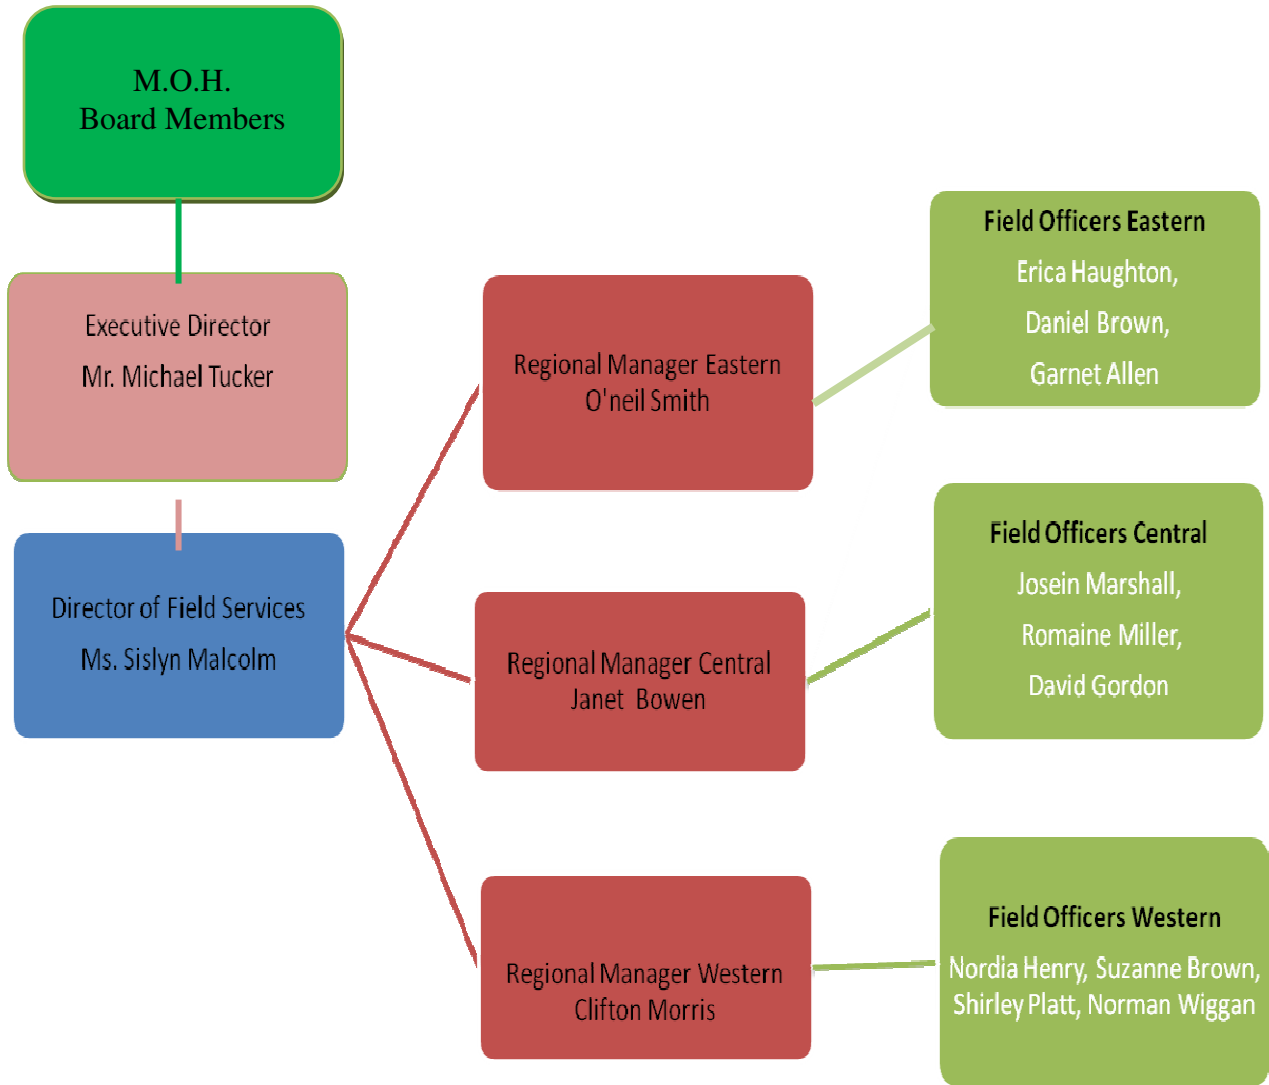 M.O.H.
Board Members
Executive Director
Mr. Michael Tucker
Director of Field Services
Ms. Sislyn Malcolm
Regional Manager Eastern
O'neil Smith
Regional Manager Central
Janet Bowen
Regional Manager Western
Clifton Morris
Field Officers Eastern
Erica Haughton,
Daniel Brown,
Garnet Allen
Field Officers Central
Josein Marshall,
Romaine Miller,
David Gordon
Field Officers Western
Nordia Henry, Suzanne Brown,
Shirley Platt, Norman Wiggan